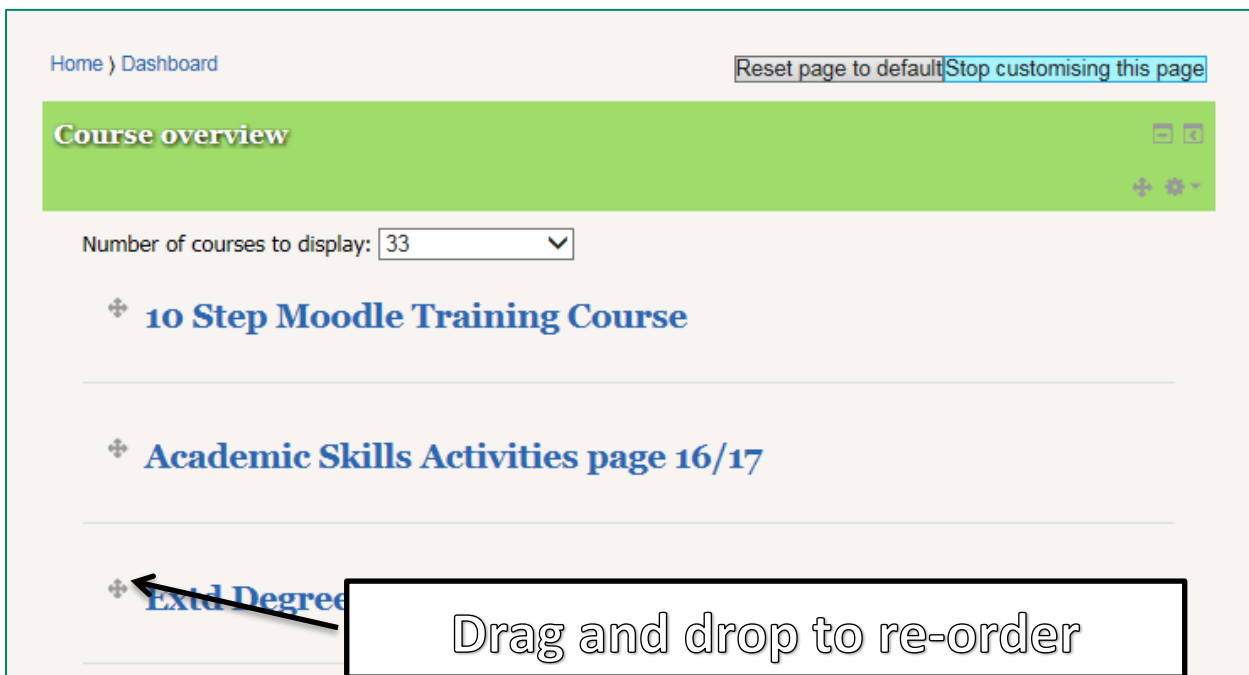 Home ⟩ Dashboard
Reset page to default Stop customising this page
Course overview
Number of courses to display: 33
10 Step Moodle Training Course
Academic Skills Activities page 16/17
Extd Degree
Drag and drop to re-order